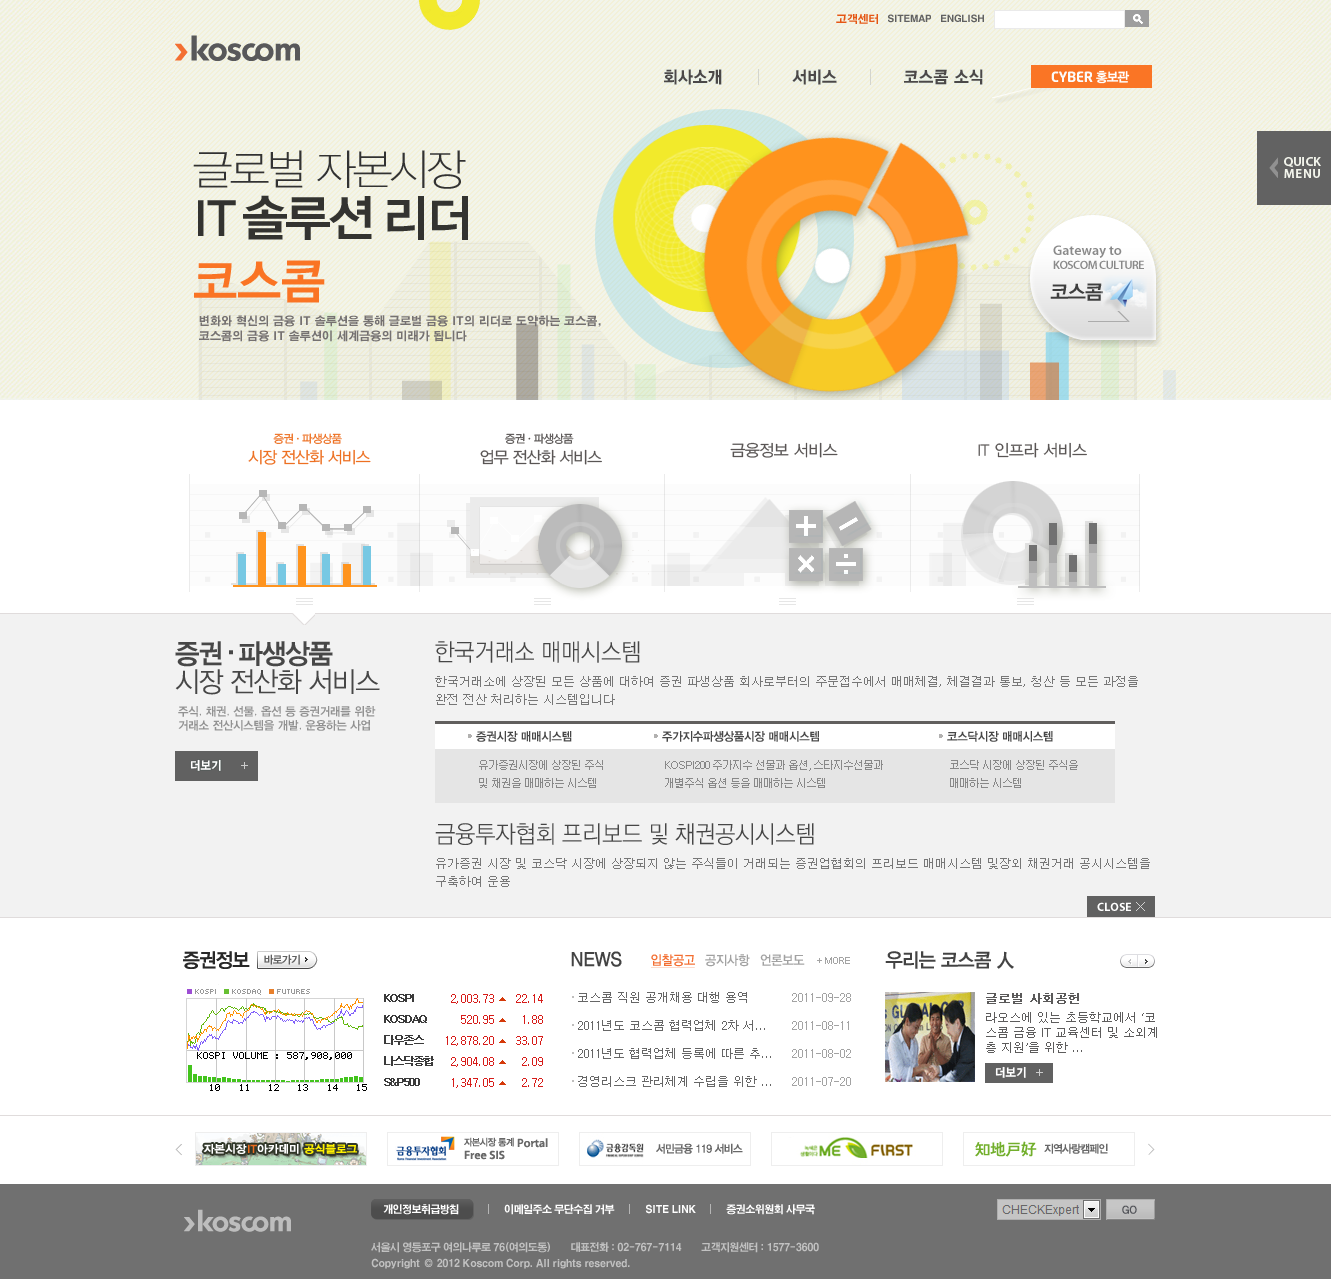 고객센터 SITEMAP ENGLISH
koscom
회사소개 서비스 코스콤 소식 CYBER 홍보관
QUICK
MENU
글로벌 자본시장
IT 솔루션 리더
코스콤
변화와 혁신의 금융 IT 솔루션을 통해 글로벌 금융 IT의 리더로 도약하는 코스콤,
코스콤의 금융 IT 솔루션이 세계금융의 미래가 됩니다
Gateway to
KOSCOM CULTURE
코스콤
증권 · 파생상품
시장 전산화 서비스
증권 · 파생상품
업무 전산화 서비스
금융정보 서비스
IT 인프라 서비스
증권 · 파생상품
시장 전산화 서비스
주식. 채권. 선물. 옵션 등 증권거래를 위한
거래소 전산시스템을 개발. 운용하는 사업
더보기 +
한국거래소 매매시스템
한국거래소에 상장된 모든 상품에 대하여 증권 파생상품 회사로부터의 주문접수에서 매매체결, 체결결과 통보, 청산 등 모든 과정을
완전 전산 처리하는 시스템입니다
» 증권시장 매매시스템 » 주가지수파생상품시장 매매시스템 » 코스닥시장 매매시스템
유가증권시장에 상장된 주식
및 채권을 매매하는 시스템
KOSPI200 주가지수 선물과 옵션, 스타지수선물과
개별주식 옵션 등을 매매하는 시스템
코스닥 시장에 상장된 주식을
매매하는 시스템
금융투자협회 프리보드 및 채권공시시스템
유가증권 시장 및 코스닥 시장에 상장되지 않는 주식들이 거래되는 증권업협회의 프리보드 매매시스템 및장외 채권거래 공시시스템을
구축하여 운용
CLOSE
증권정보 바로가기
KOSPI KOSDAQ FUTURES
KOSPI VOLUME : 587,908,000
10 11 12 13 14 15
KOSPI 2,003.73 ▲ 22.14
KOSDAQ 520.95 ▲ 1.88
다우존스 12,878.20 ▲ 33.07
나스닥종합 2,904.08 ▲ 2.09
S&P500 1,347.05 ▲ 2.72
NEWS 입찰공고 공지사항 언론보도 + MORE
· 코스콤 직원 공개채용 대행 용역 2011-09-28
· 2011년도 코스콤 협력업체 2차 서... 2011-08-11
· 2011년도 협력업체 등록에 따른 추... 2011-08-02
· 경영리스크 관리체계 수립을 위한 ... 2011-07-20
우리는 코스콤 人
글로벌 사회공헌
라오스에 있는 초등학교에서 '코
스콤 금융 IT 교육센터 및 소외계
층 지원'을 위한 ...
더보기 +
자본시장IT아카데미 공식블로그
금융투자협회 자본시장 통계 Portal
Free SIS
금융감독원 서민금융 119 서비스
ME FIRST
知地戶好 지역사랑캠페인
koscom
개인정보취급방침 이메일주소 무단수집 거부 SITE LINK 증권소위원회 사무국
CHECKExpert GO
서울시 영등포구 여의나루로 76(여의도동) 대표전화 : 02-767-7114 고객지원센터 : 1577-3600
Copyright © 2012 Koscom Corp. All rights reserved.